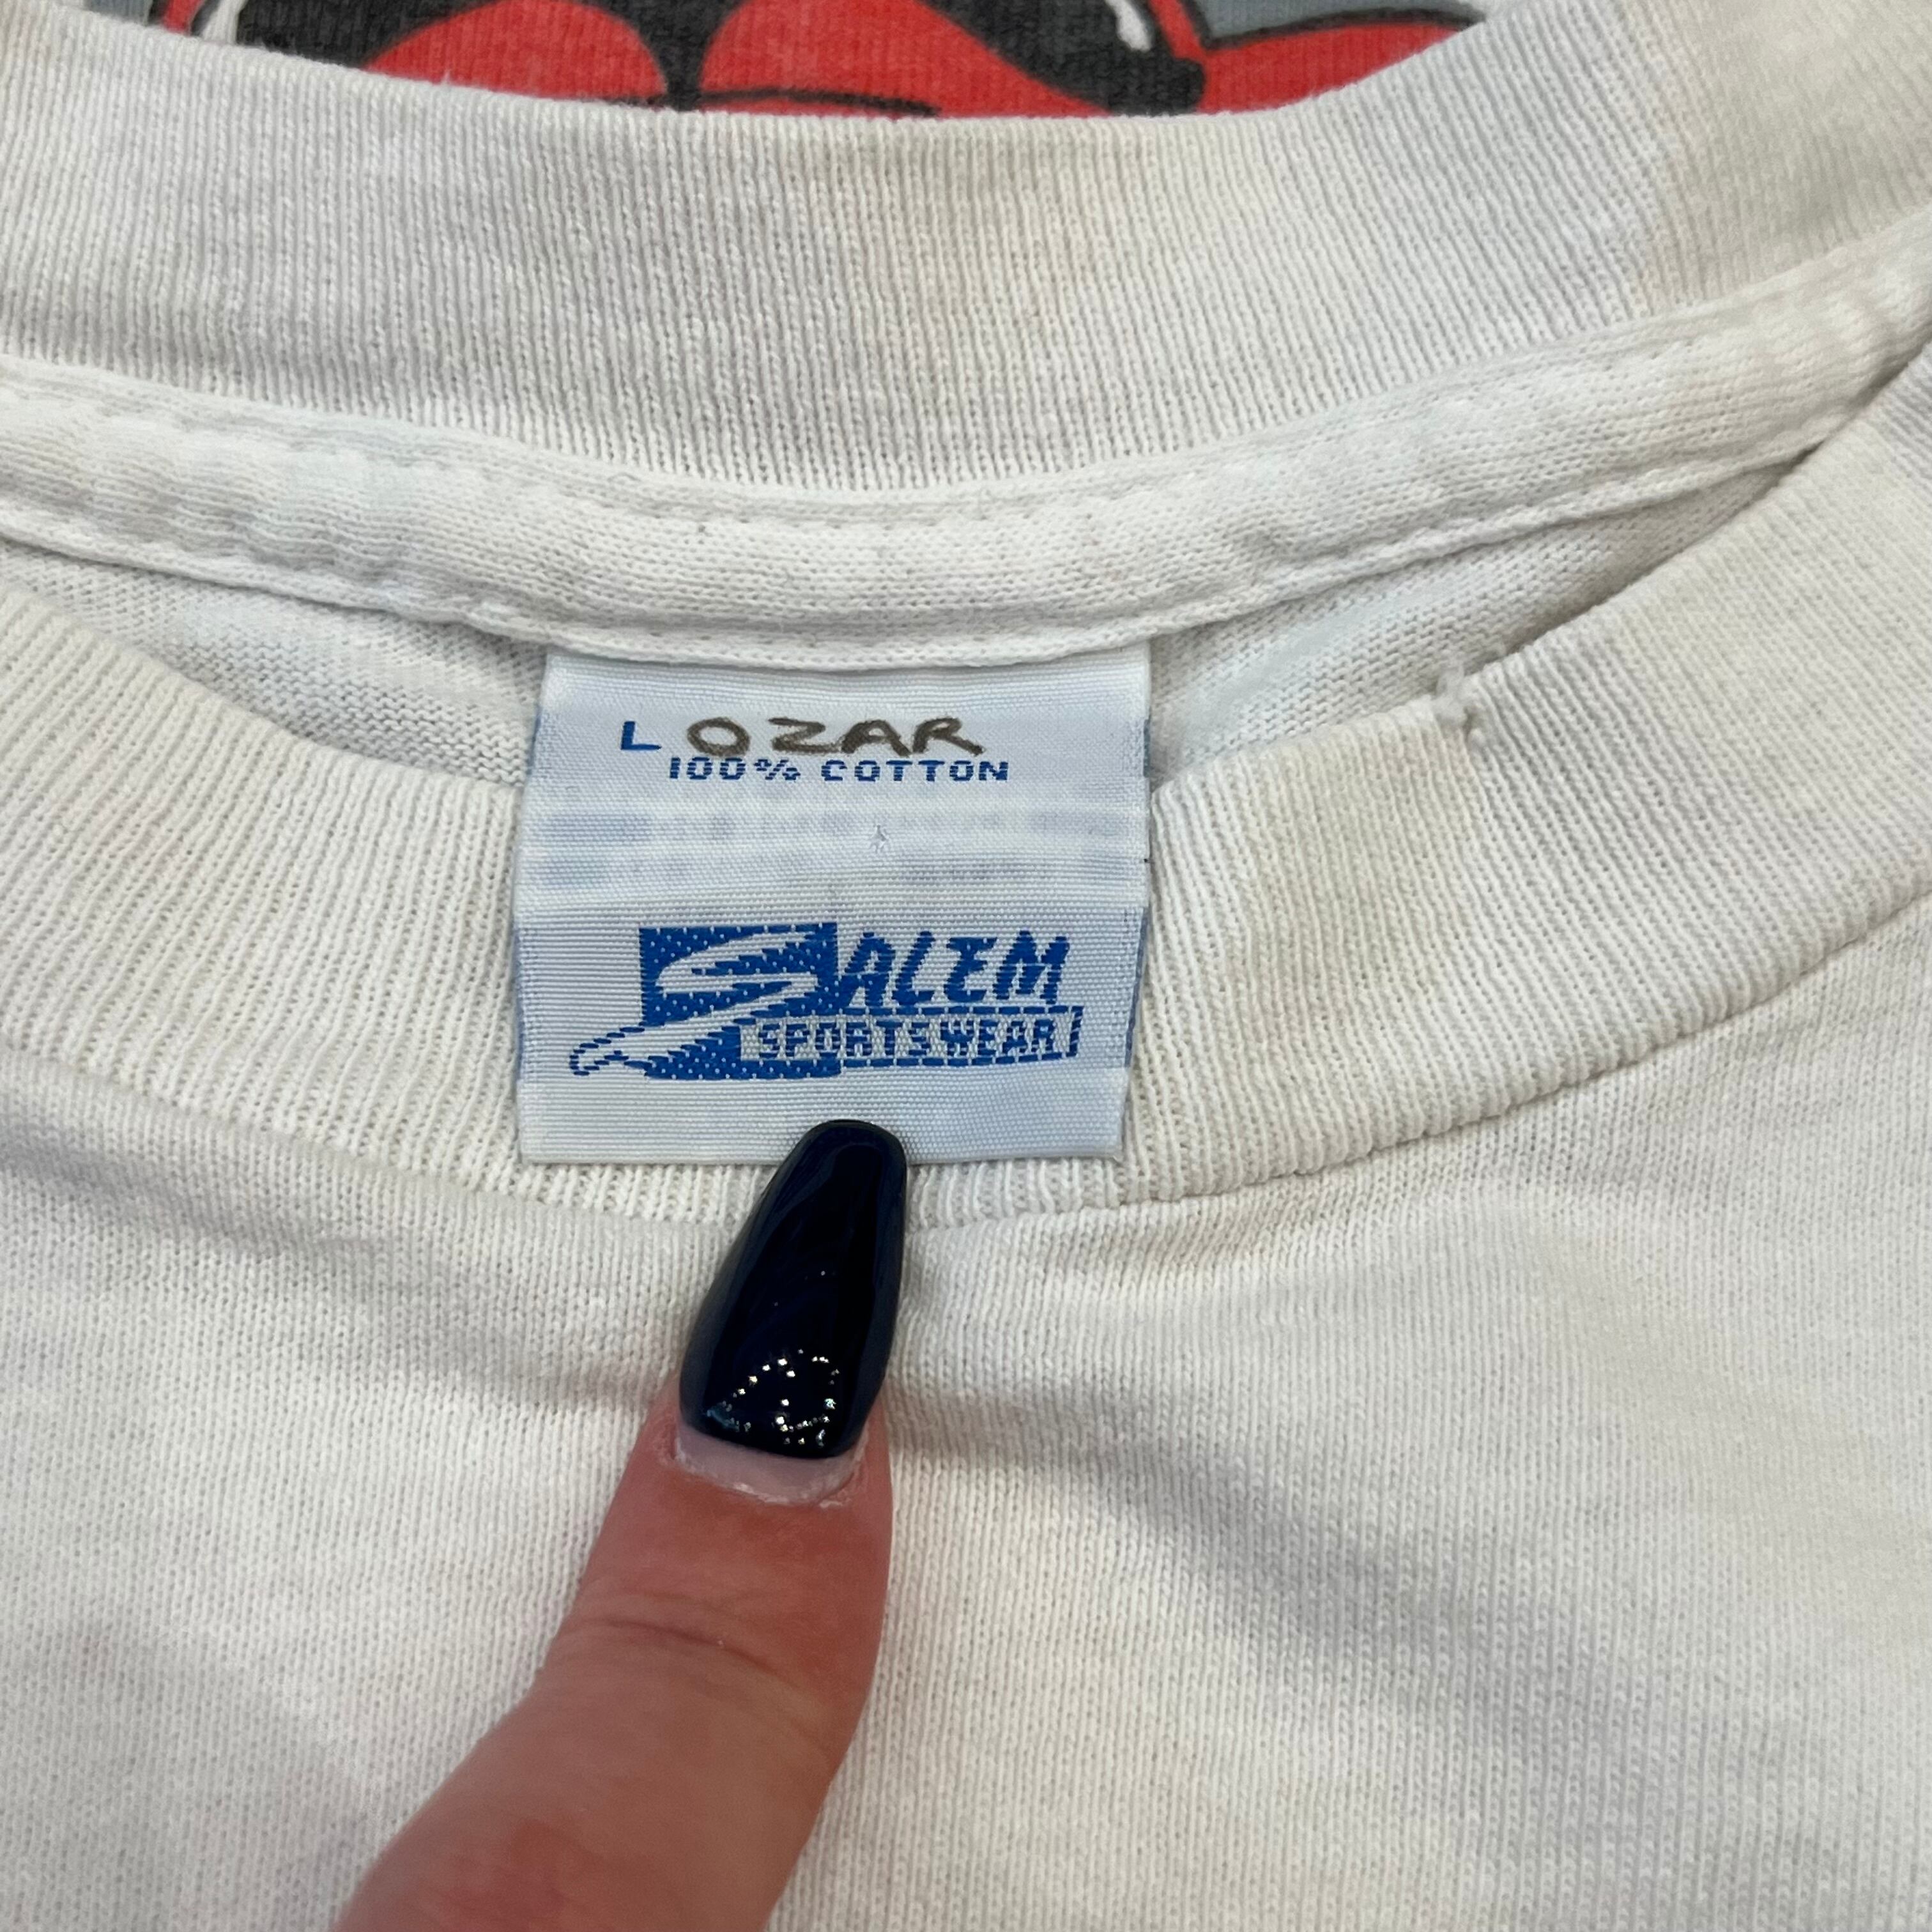 L OZAR
100% COTTON
SALEM
SPORTSWEAR